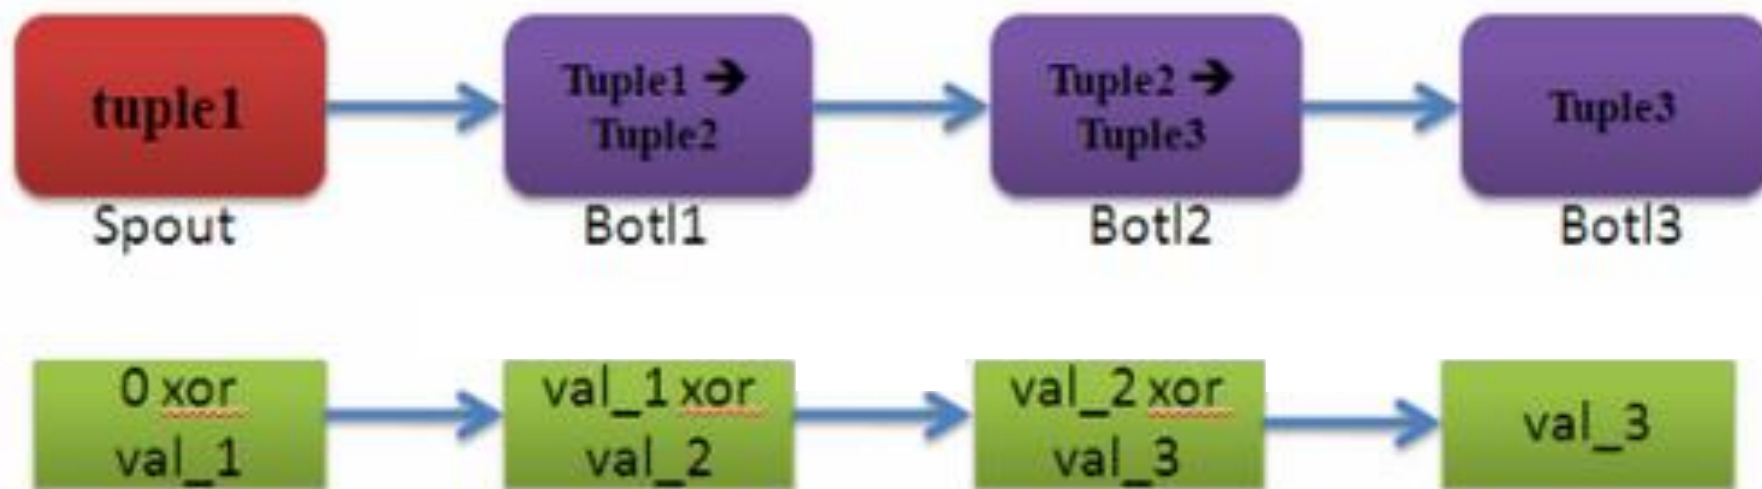 tuple1
Tuple1 ➔
Tuple2
Tuple2 ➔
Tuple3
Tuple3
Spout
Botl1
Botl2
Botl3
0 xor
val_1
val_1 xor
val_2
val_2 xor
val_3
val_3